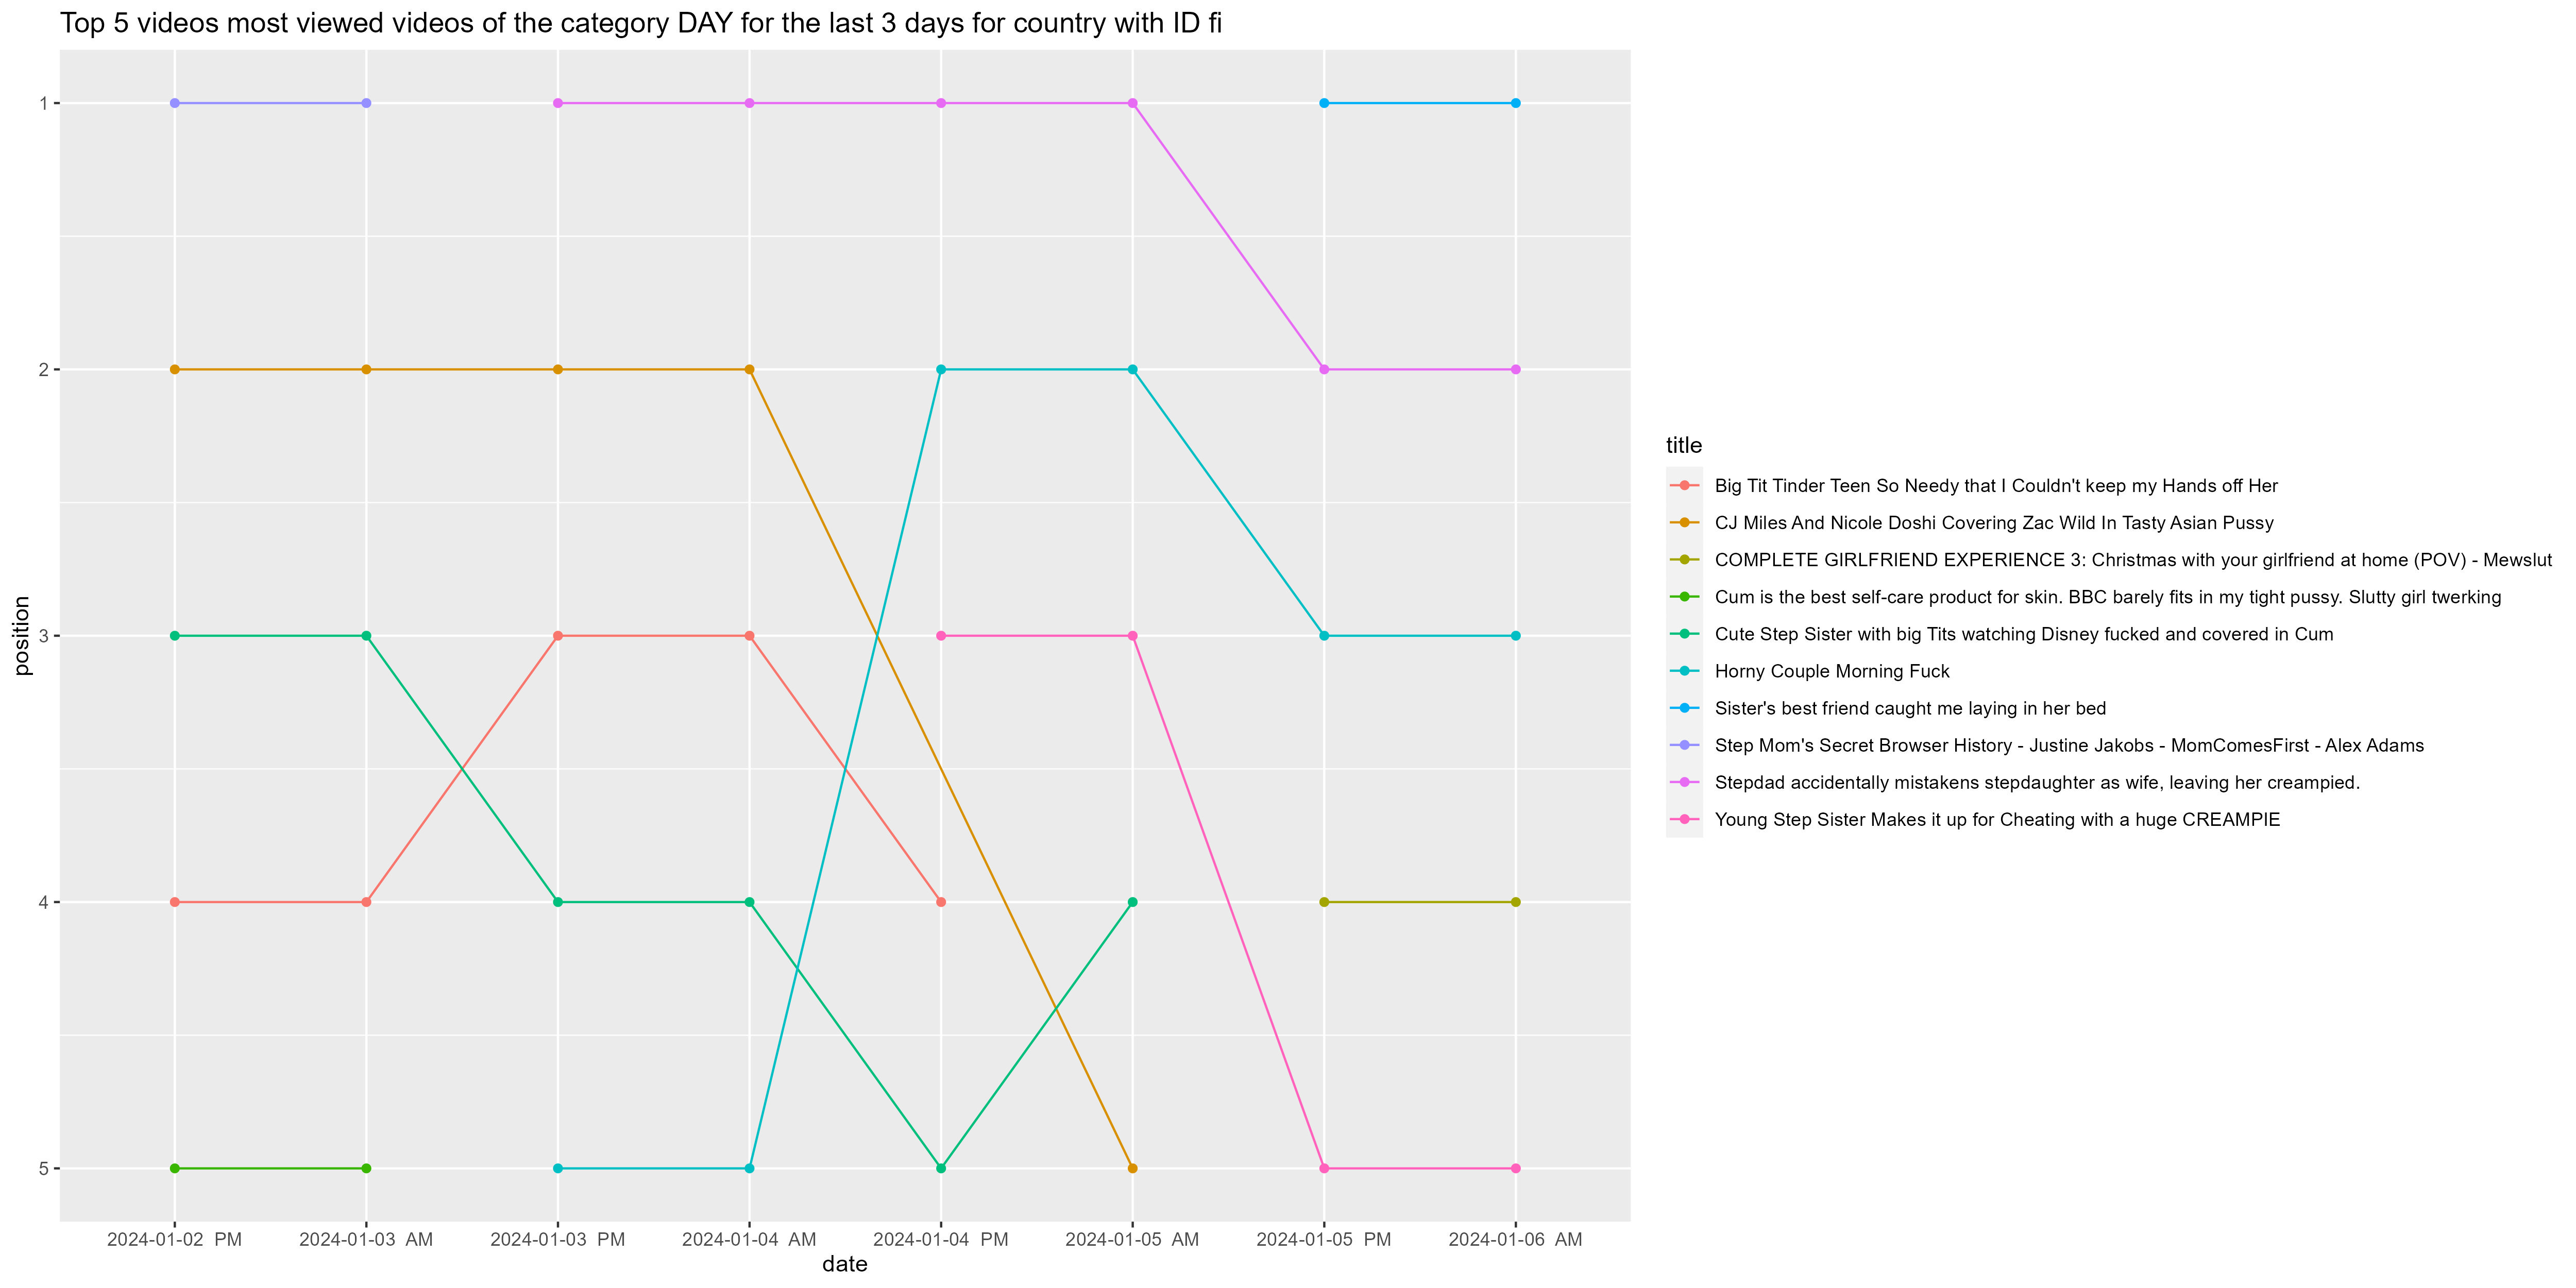 Top 5 videos most viewed videos of the category DAY for the last 3 days for country with ID fi
position
1
2
3
4
5
2024-01-02 PM
2024-01-03 AM
2024-01-03 PM
2024-01-04 AM
2024-01-04 PM
2024-01-05 AM
2024-01-05 PM
2024-01-06 AM
date
title
Big Tit Tinder Teen So Needy that I Couldn't keep my Hands off Her
CJ Miles And Nicole Doshi Covering Zac Wild In Tasty Asian Pussy
COMPLETE GIRLFRIEND EXPERIENCE 3: Christmas with your girlfriend at home (POV) - Mewslut
Cum is the best self-care product for skin. BBC barely fits in my tight pussy. Slutty girl twerking
Cute Step Sister with big Tits watching Disney fucked and covered in Cum
Horny Couple Morning Fuck
Sister's best friend caught me laying in her bed
Step Mom's Secret Browser History - Justine Jakobs - MomComesFirst - Alex Adams
Stepdad accidentally mistakens stepdaughter as wife, leaving her creampied.
Young Step Sister Makes it up for Cheating with a huge CREAMPIE